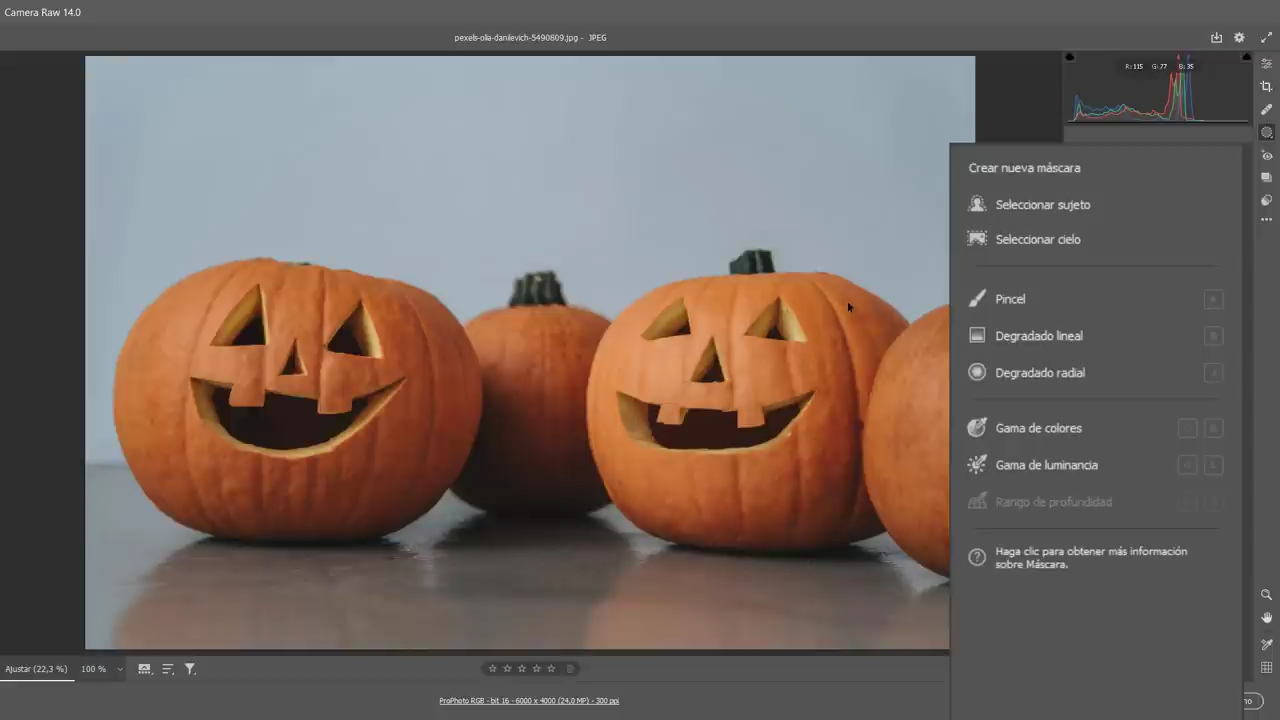 Camera Raw 14.0
pexels-olia-danilevich-5490809.jpg - JPEG
R: 115 G: 77 B: 35
Crear nueva máscara
Seleccionar sujeto
Seleccionar cielo
Pincel
Degradado lineal
Degradado radial
Gama de colores
Gama de luminancia
Rango de profundidad
Haga clic para obtener más información
sobre Máscara.
Ajustar (22,3 %) 100 %
ProPhoto RGB - bit 16 - 6000 x 4000 (24,0 MP) - 300 ppi